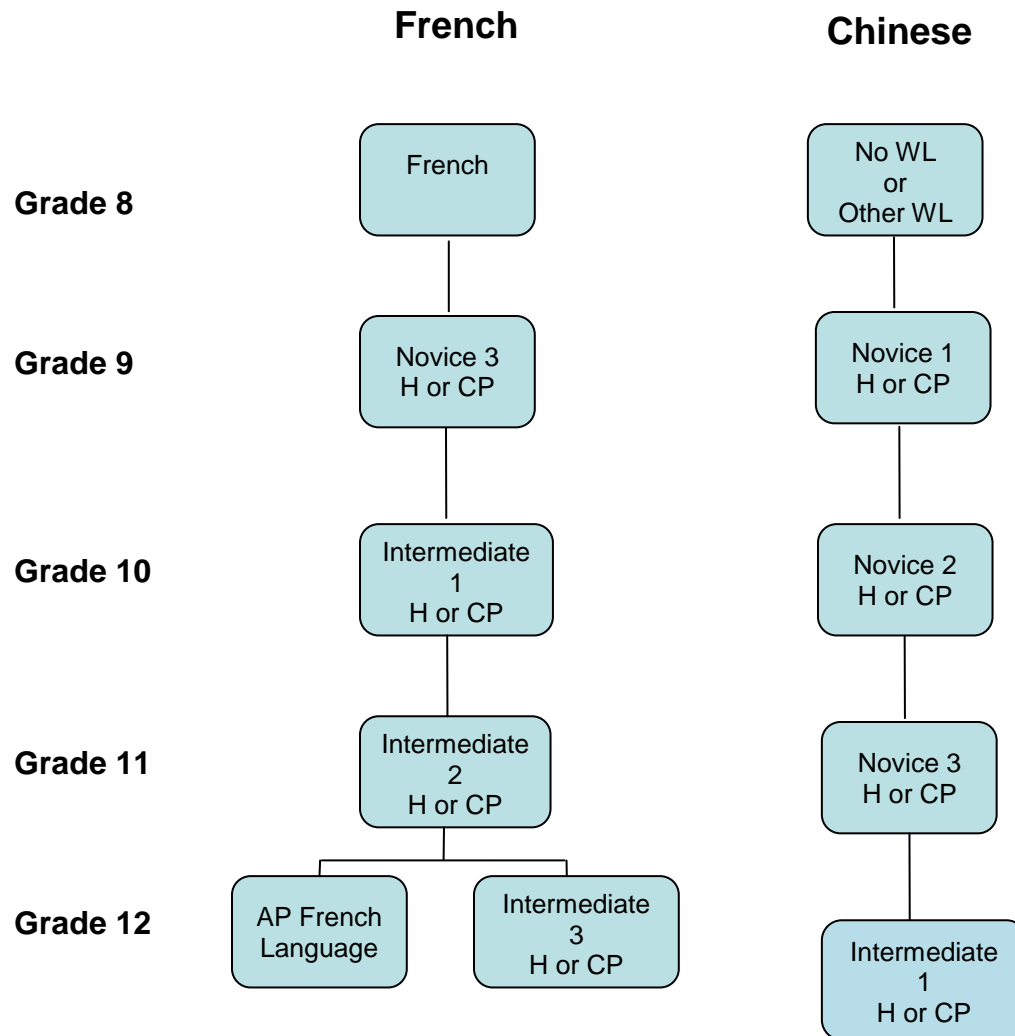 French
Chinese
Grade 8
French
No WL
or
Other WL
Grade 9
Novice 3
H or CP
Novice 1
H or CP
Grade 10
Intermediate
1
H or CP
Novice 2
H or CP
Grade 11
Intermediate
2
H or CP
Novice 3
H or CP
Grade 12
AP French
Language
Intermediate
3
H or CP
Intermediate
1
H or CP